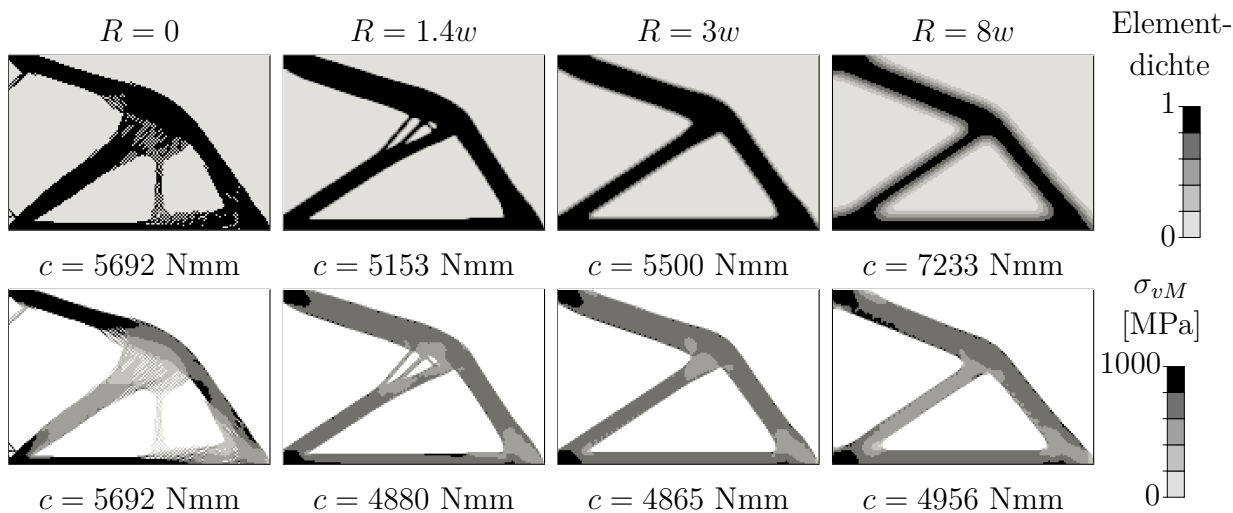 R = 0
R = 1.4w
R = 3w
R = 8w
Element-
dichte
1
0
c = 5692 Nmm
c = 5153 Nmm
c = 5500 Nmm
c = 7233 Nmm
σvM
[MPa]
1000
0
c = 5692 Nmm
c = 4880 Nmm
c = 4865 Nmm
c = 4956 Nmm